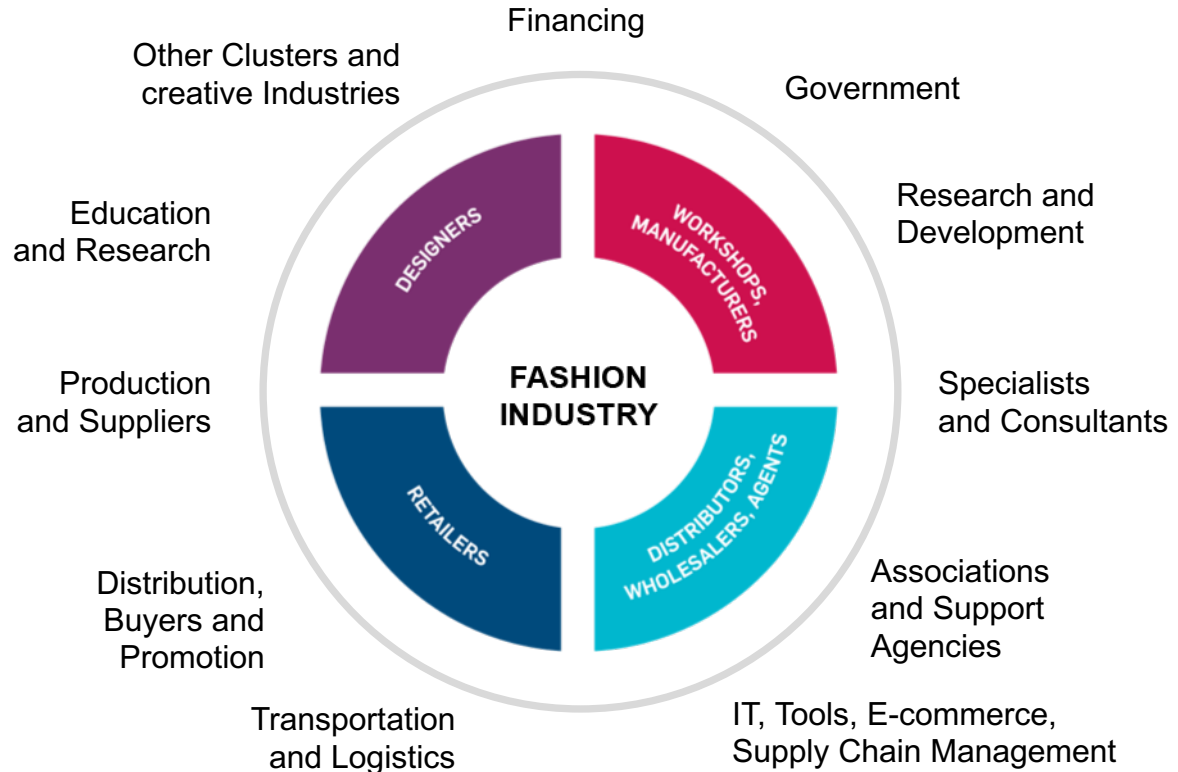 Financing
Other Clusters and
creative Industries
Government
Education
and Research
Research and
Development
DESIGNERS
WORKSHOPS,
MANUFACTURERS
Production
and Suppliers
FASHION
INDUSTRY
Specialists
and Consultants
RETAILERS
DISTRIBUTORS,
WHOLESALERS, AGENTS
Distribution,
Buyers and
Promotion
Associations
and Support
Agencies
Transportation
and Logistics
IT, Tools, E-commerce,
Supply Chain Management